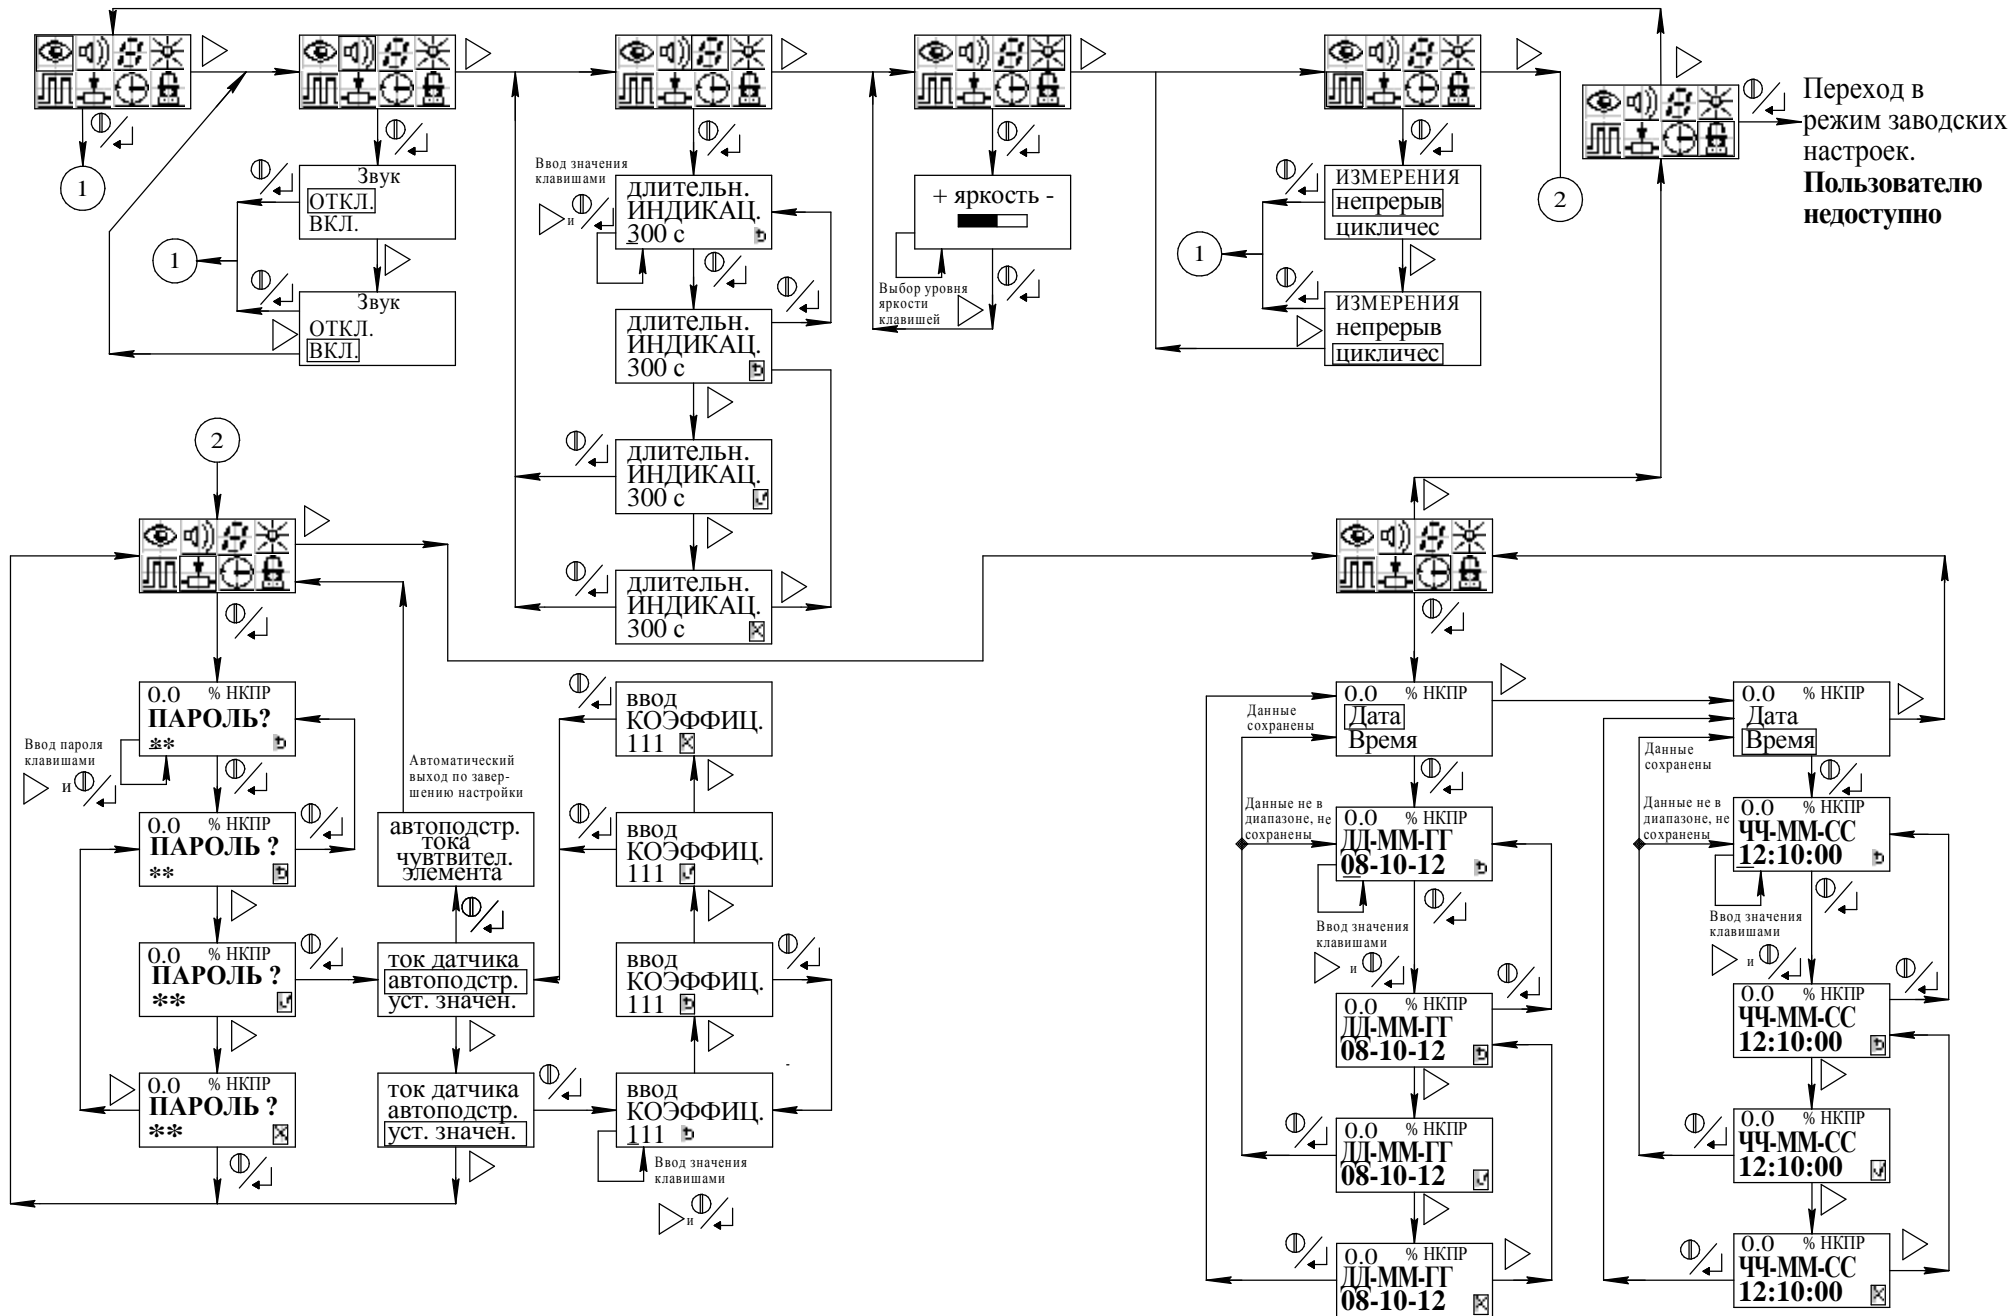 Переход в
режим заводских
настроек.
Пользователю
недоступно
1
Звук
ОТКЛ.
ВКЛ.
1
Звук
ОТКЛ.
ВКЛ.
Ввод значения
клавишами
и
длительн.
ИНДИКАЦ.
300 с
длительн.
ИНДИКАЦ.
300 с
длительн.
ИНДИКАЦ.
300 с
длительн.
ИНДИКАЦ.
300 с
+ яркость -
Выбор уровня
яркости
клавишей
ИЗМЕРЕНИЯ
непрерыв
цикличес
1
ИЗМЕРЕНИЯ
непрерыв
цикличес
2
2
0.0 % НКПР
ПАРОЛЬ?
**
Ввод пароля
клавишами
и
0.0 % НКПР
ПАРОЛЬ ?
**
0.0 % НКПР
ПАРОЛЬ ?
**
0.0 % НКПР
ПАРОЛЬ ?
**
Автоматический
выход по завер-
шению настройки
автоподстр.
тока
чувтвител.
элемента
ток датчика
автоподстр.
уст. значен.
ток датчика
автоподстр.
уст. значен.
ввод
КОЭФФИЦ.
111
ввод
КОЭФФИЦ.
111
ввод
КОЭФФИЦ.
111
ввод
КОЭФФИЦ.
111
Ввод значения
клавишами
и
0.0 % НКПР
Дата
Время
Данные
сохранены
Данные не в
диапазоне, не
сохранены
0.0 % НКПР
ДД-ММ-ГГ
08-10-12
Ввод значения
клавишами
и
0.0 % НКПР
ДД-ММ-ГГ
08-10-12
0.0 % НКПР
ДД-ММ-ГГ
08-10-12
0.0 % НКПР
ДД-ММ-ГГ
08-10-12
0.0 % НКПР
Дата
Время
Данные
сохранены
Данные не в
диапазоне, не
сохранены
0.0 % НКПР
ЧЧ-ММ-СС
12:10:00
Ввод значения
клавишами
и
0.0 % НКПР
ЧЧ-ММ-СС
12:10:00
0.0 % НКПР
ЧЧ-ММ-СС
12:10:00
0.0 % НКПР
ЧЧ-ММ-СС
12:10:00